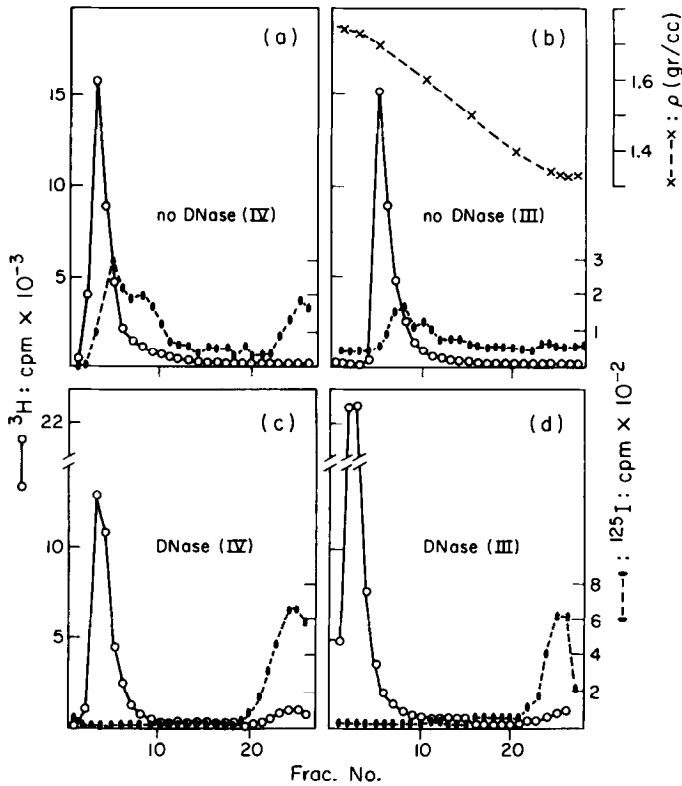 (a)
(b)
15
10
5
no DNase (IV)
no DNase (III)
1.6
1.4
x---x : ρ (gr/cc)
3
2
1
(c)
(d)
22
10
5
DNase (IV)
DNase (III)
8
6
4
2
10
20
10
20
³H : cpm × 10⁻³
¹²⁵I : cpm × 10⁻²
Frac. No.